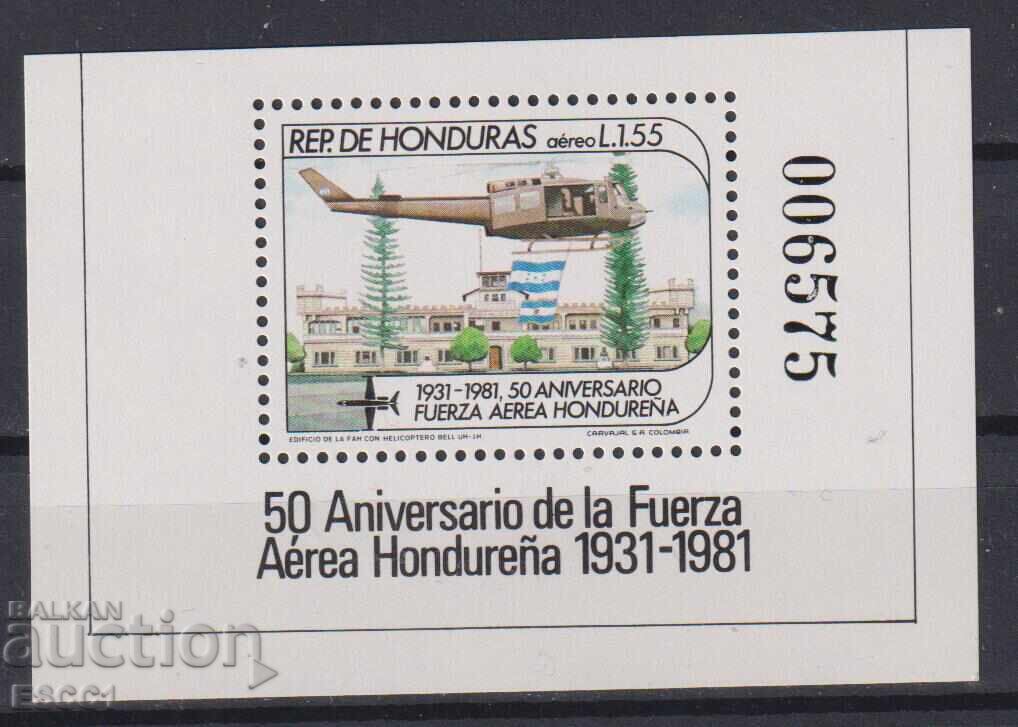 REP. DE HONDURAS aéreo L.1.55
1931-1981, 50 ANIVERSARIO
FUERZA AEREA HONDUREÑA
EDIFICIO DE LA FAH CON HELICOPTERO BELL UH-1H
CARVAJAL S.A. COLOMBIA
006575
50 Aniversario de la Fuerza
Aérea Hondureña 1931-1981
BALKAN
auction
ESCC1